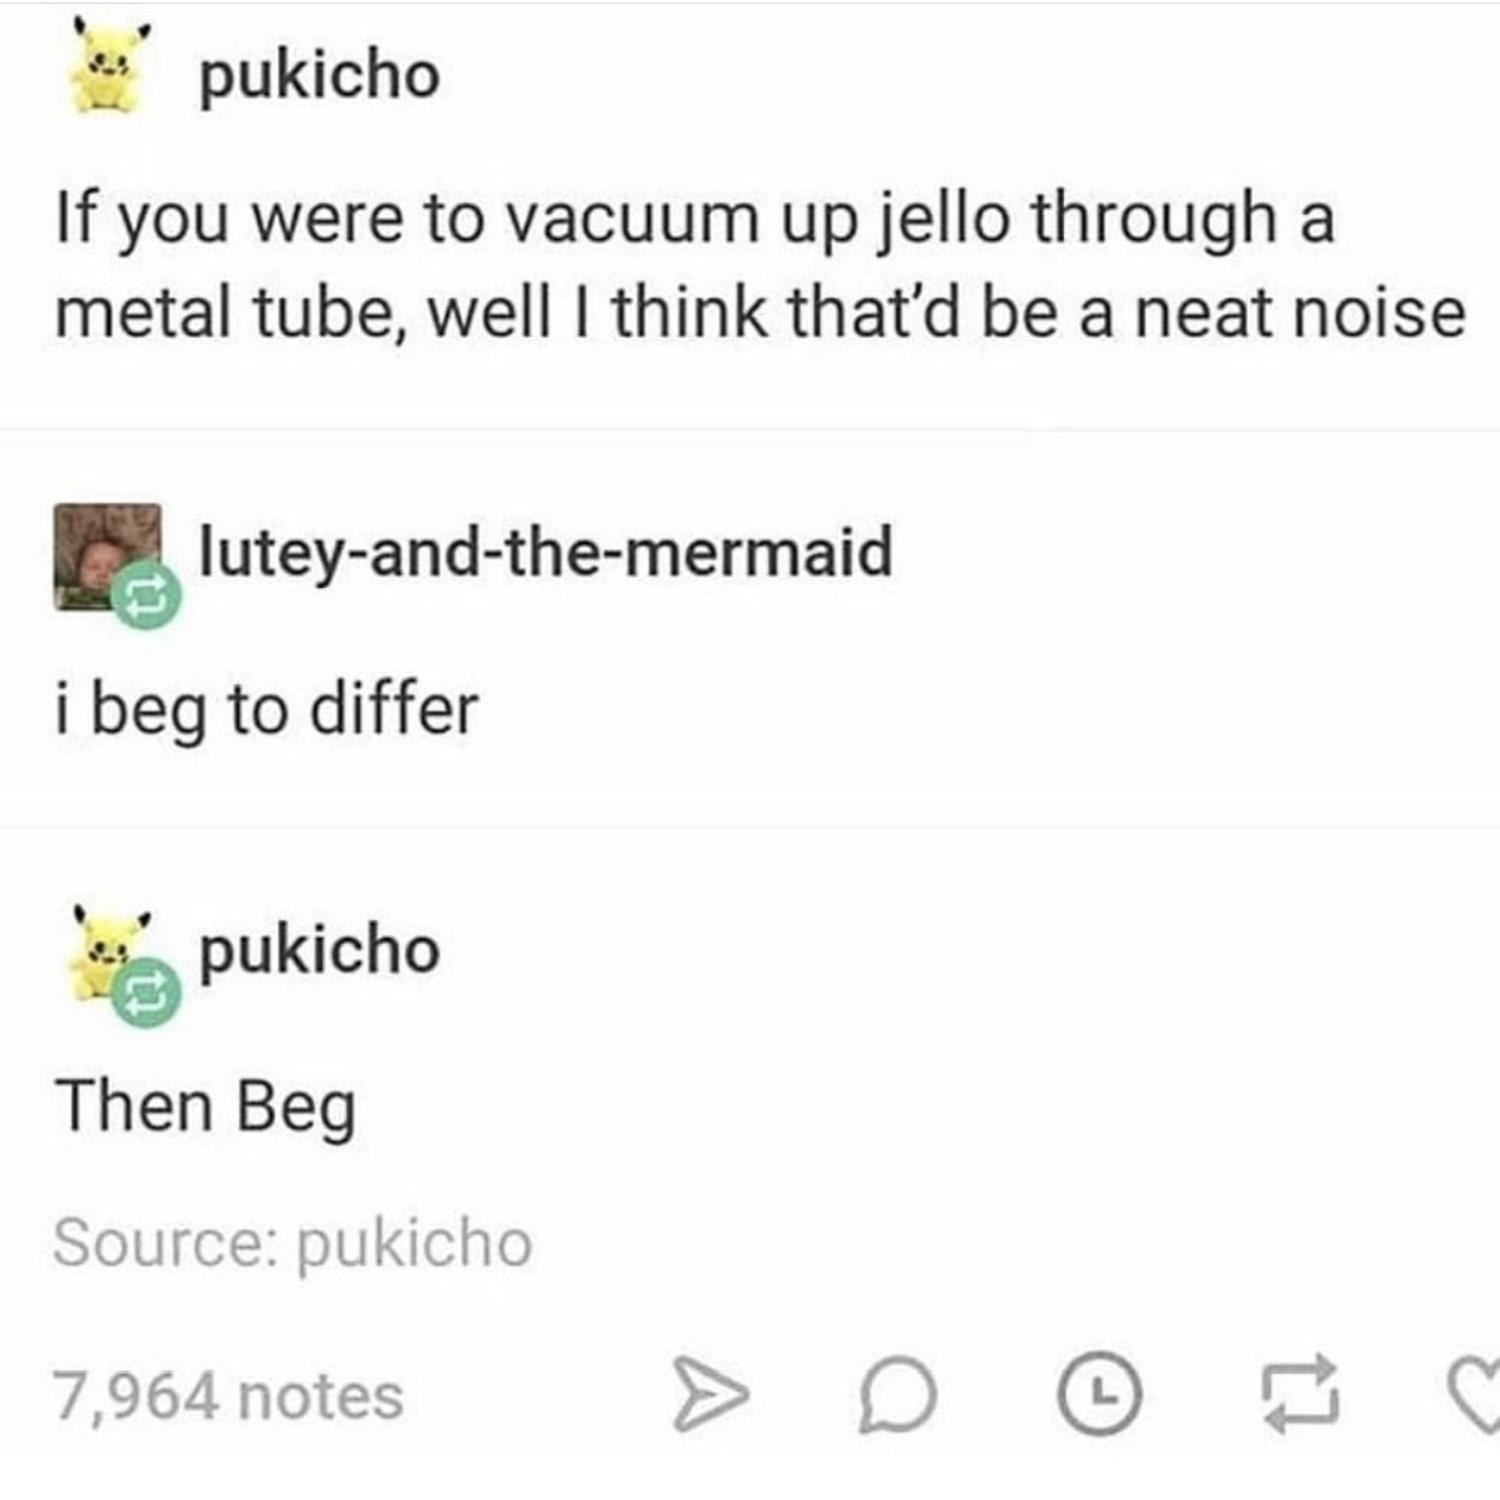 pukicho
If you were to vacuum up jello through a
metal tube, well I think that'd be a neat noise
lutey-and-the-mermaid
i beg to differ
pukicho
Then Beg
Source: pukicho
7,964 notes